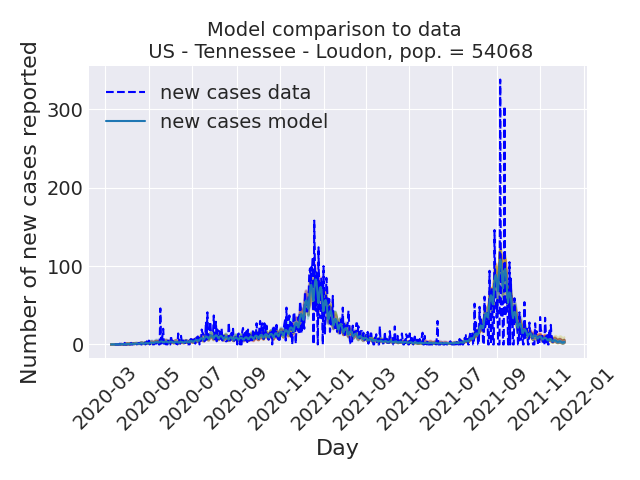 Model comparison to data
US - Tennessee - Loudon, pop. = 54068
Number of new cases reported
300
200
100
0
new cases data
new cases model
2020-03
2020-05
2020-07
2020-09
2020-11
2021-01
2021-03
2021-05
2021-07
2021-09
2021-11
2022-01
Day